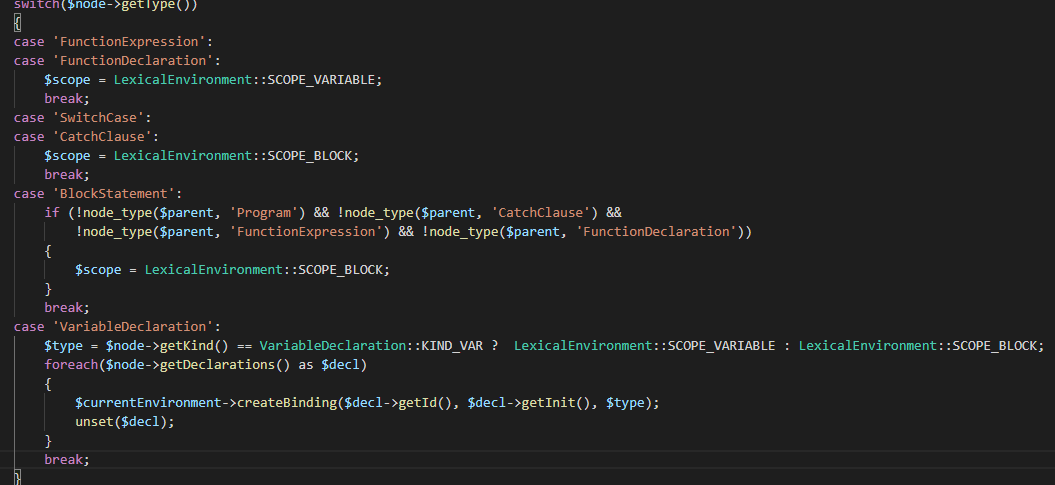 switch($node->getType())
{
case 'FunctionExpression':
case 'FunctionDeclaration':
    $scope = LexicalEnvironment::SCOPE_VARIABLE;
    break;
case 'SwitchCase':
case 'CatchClause':
    $scope = LexicalEnvironment::SCOPE_BLOCK;
    break;
case 'BlockStatement':
    if (!node_type($parent, 'Program') && !node_type($parent, 'CatchClause') &&
        !node_type($parent, 'FunctionExpression') && !node_type($parent, 'FunctionDeclaration'))
    {
        $scope = LexicalEnvironment::SCOPE_BLOCK;
    }
    break;
case 'VariableDeclaration':
    $type = $node->getKind() == VariableDeclaration::KIND_VAR ?  LexicalEnvironment::SCOPE_VARIABLE : LexicalEnvironment::SCOPE_BLOCK;
    foreach($node->getDeclarations() as $decl)
    {
        $currentEnvironment->createBinding($decl->getId(), $decl->getInit(), $type);
        unset($decl);
    }
    break;
}